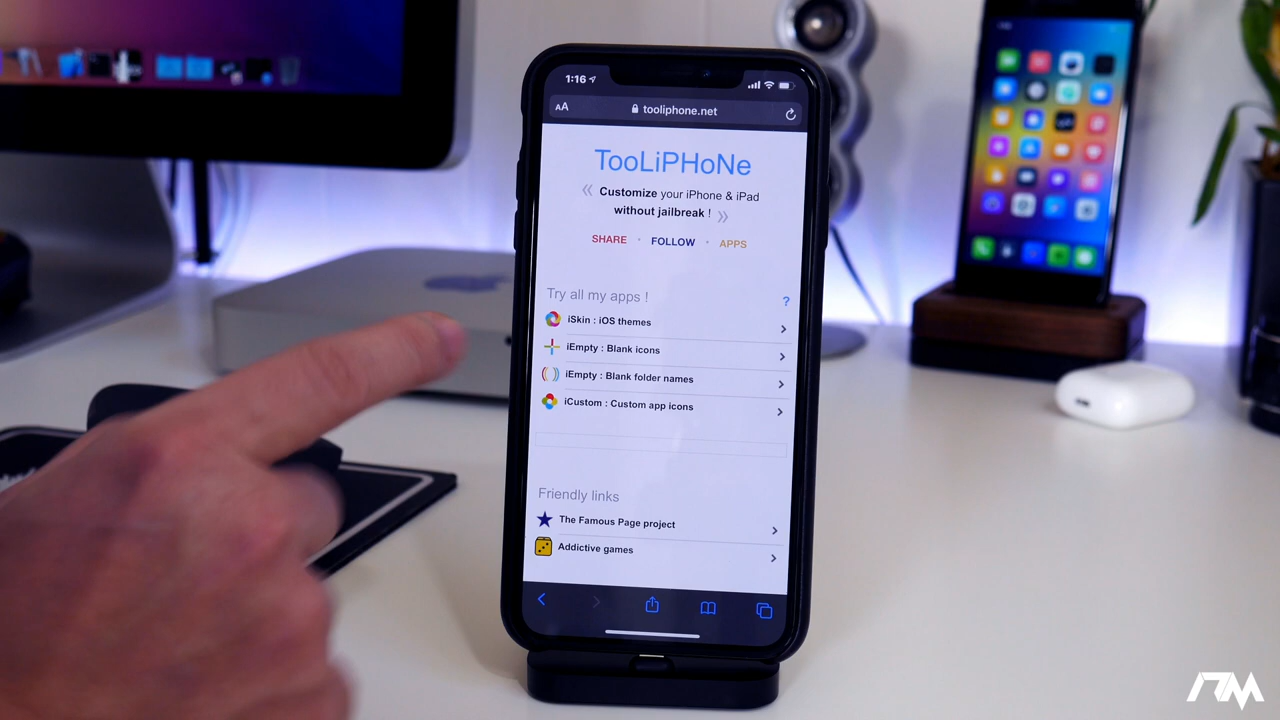 1:16
AA
tooliphone.net
TooLiPHoNe
« Customize your iPhone & iPad
without jailbreak ! »
SHARE • FOLLOW • APPS
Try all my apps !
?
iSkin : iOS themes
iEmpty : Blank icons
iEmpty : Blank folder names
iCustom : Custom app icons
Friendly links
The Famous Page project
Addictive games